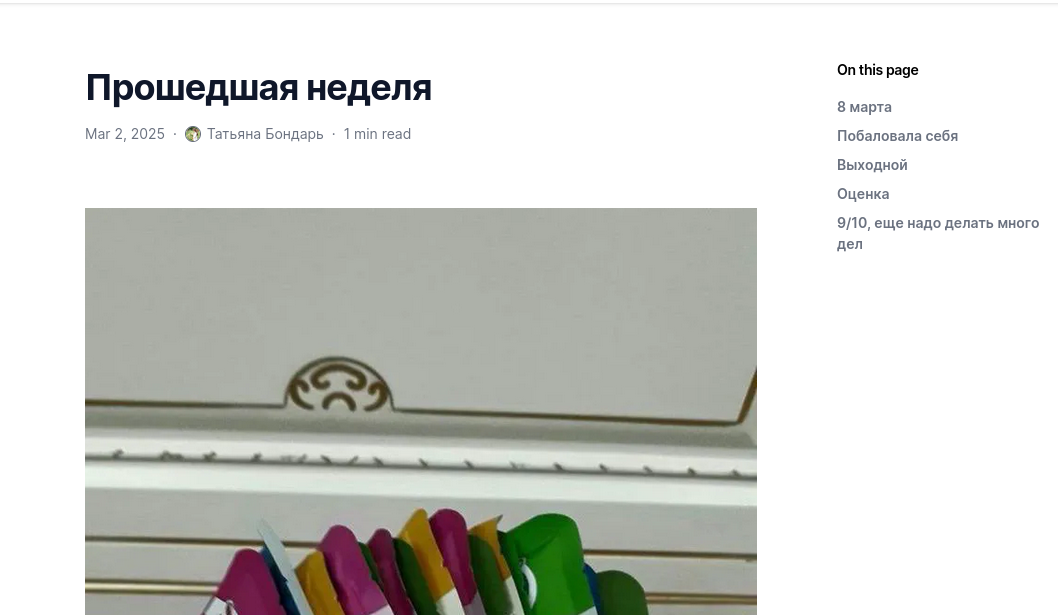 Прошедшая неделя
Mar 2, 2025 · Татьяна Бондарь · 1 min read
On this page
8 марта
Побаловала себя
Выходной
Оценка
9/10, еще надо делать много
дел